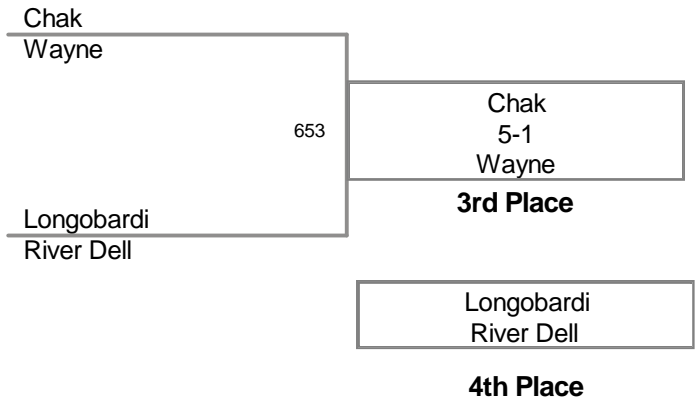 Chak
Wayne
653
Chak
5-1
Wayne
3rd Place
Longobardi
River Dell
Longobardi
River Dell
4th Place